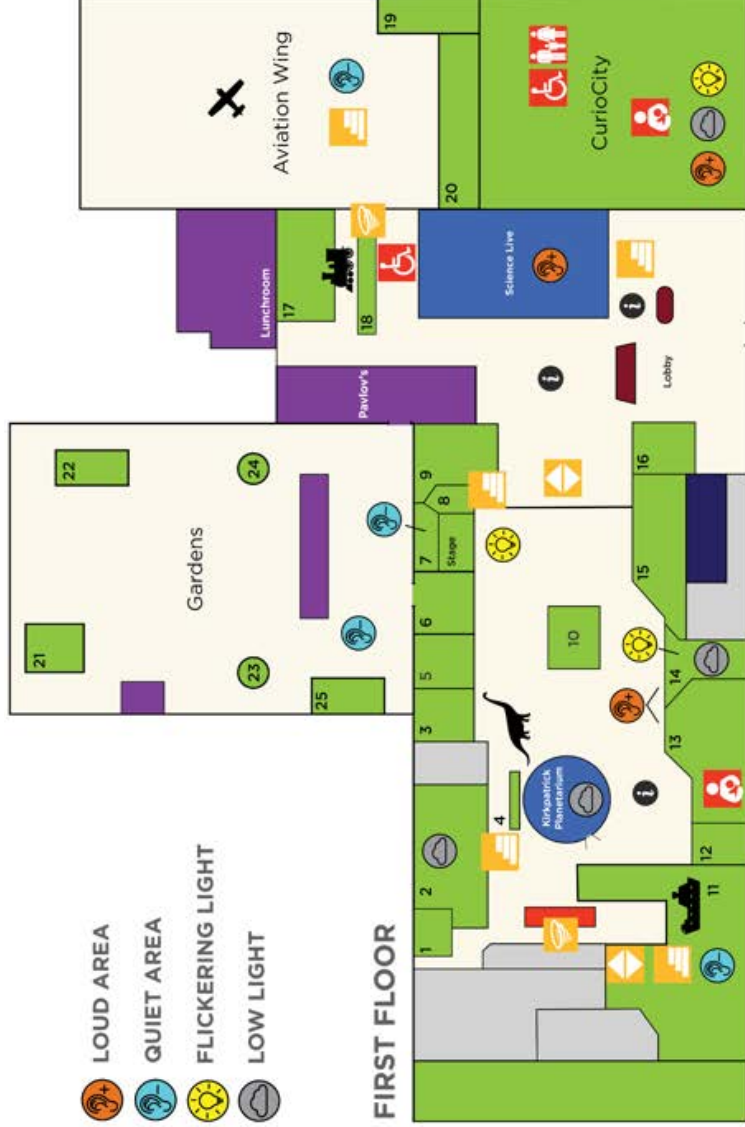 LOUD AREA
QUIET AREA
FLICKERING LIGHT
LOW LIGHT
FIRST FLOOR
21
22
Gardens
23
24
25
Lunchroom
17
Aviation Wing
19
Pavlov's
18
20
1
2
3
5
6
7
8
9
Stage
4
Kirkpatrick
Planetarium
10
Science Live
CurioCity
i
i
i
Lobby
11
12
13
14
15
16